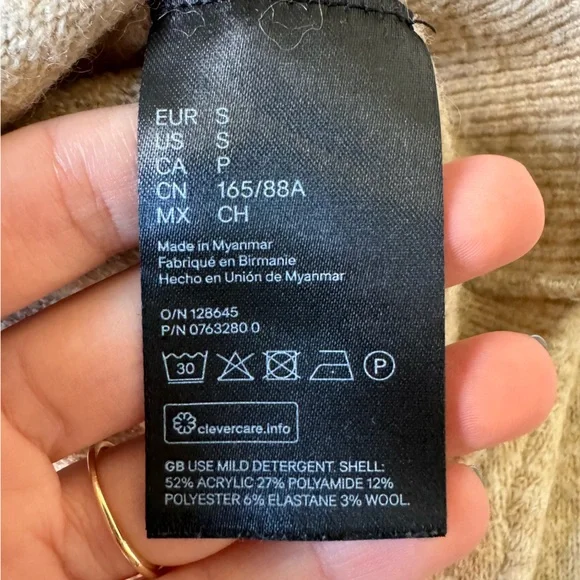 EUR S
US S
CA P
CN 165/88A
MX CH
Made in Myanmar
Fabriqué en Birmanie
Hecho en Unión de Myanmar
O/N 128645
P/N 0763280 0
30 P
clevercare.info
GB USE MILD DETERGENT. SHELL:
52% ACRYLIC 27% POLYAMIDE 12%
POLYESTER 6% ELASTANE 3% WOOL.